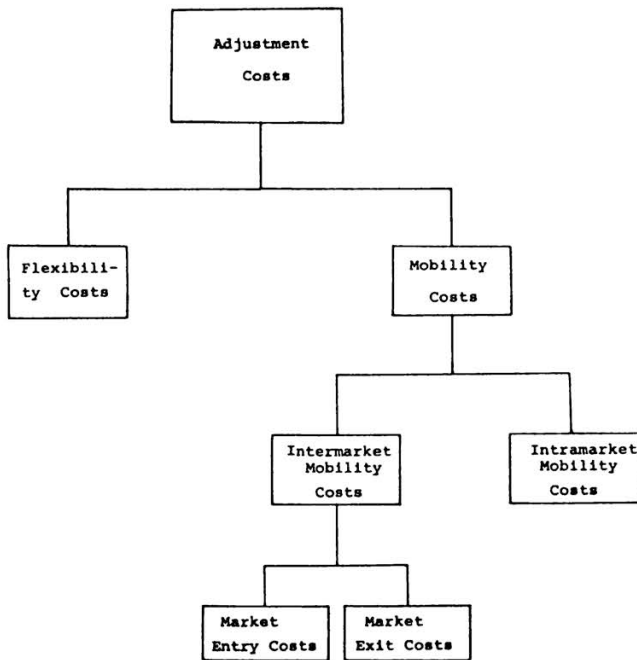 Adjustment
Costs
Flexibili-
ty Costs
Mobility
Costs
Intermarket
Mobility
Costs
Intramarket
Mobility
Costs
Market
Entry Costs
Market
Exit Costs